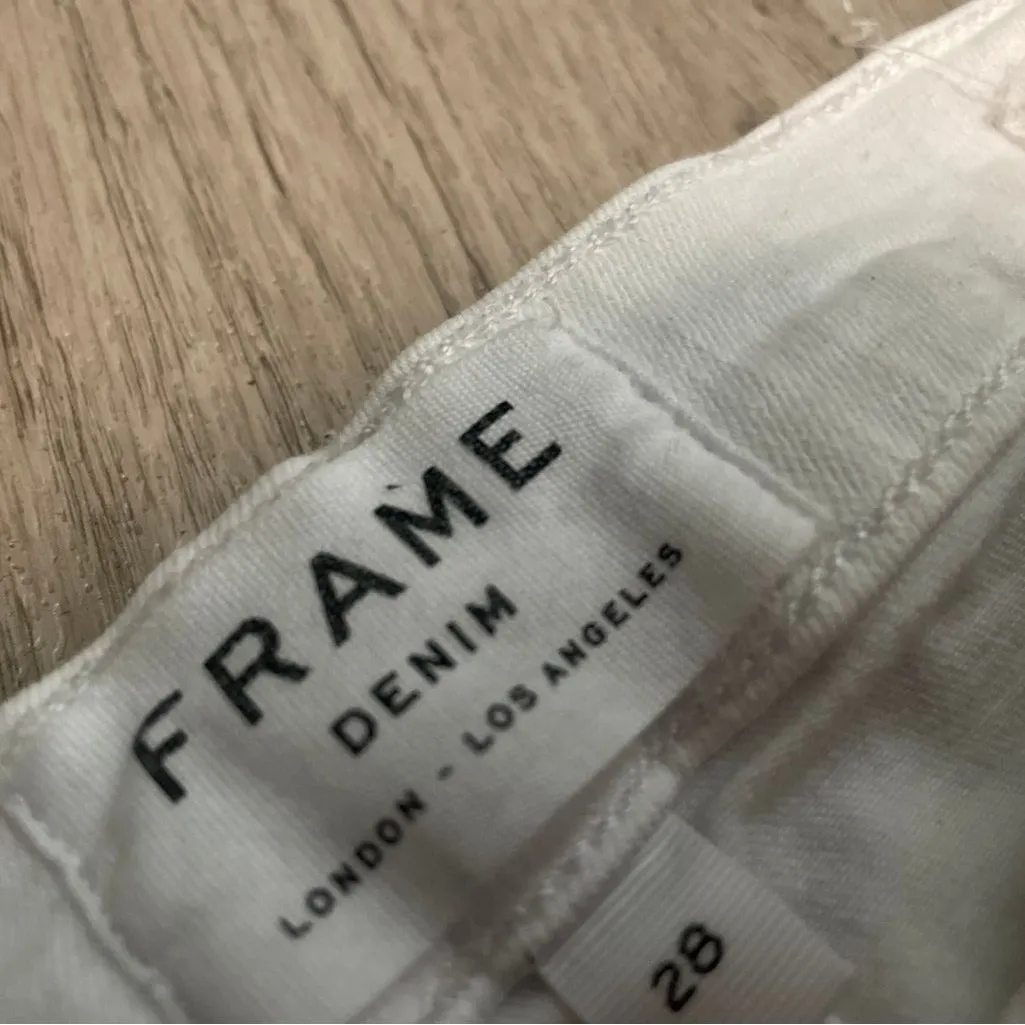 FRAME
DENIM
LONDON - LOS ANGELES
28